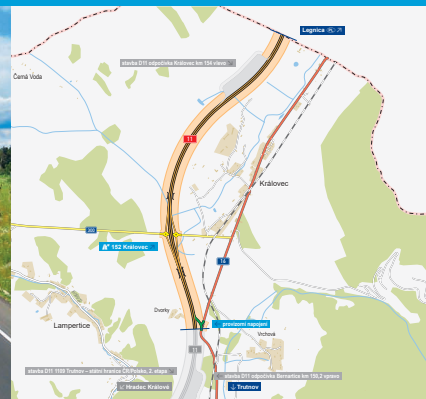 Legnica
stavba D11 odpočívka Královec km 154 vlevo
Černá Voda
11
Královec
300
152 Královec
14
Dvorky
provizorní napojení
Vrchová
Lampertice
11
stavba D11 1109 Trutnov – státní hranice ČR/Polsko, 2. etapa
stavba D11 odpočívka Bernartice km 150,2 vpravo
Hradec Králové
Trutnov